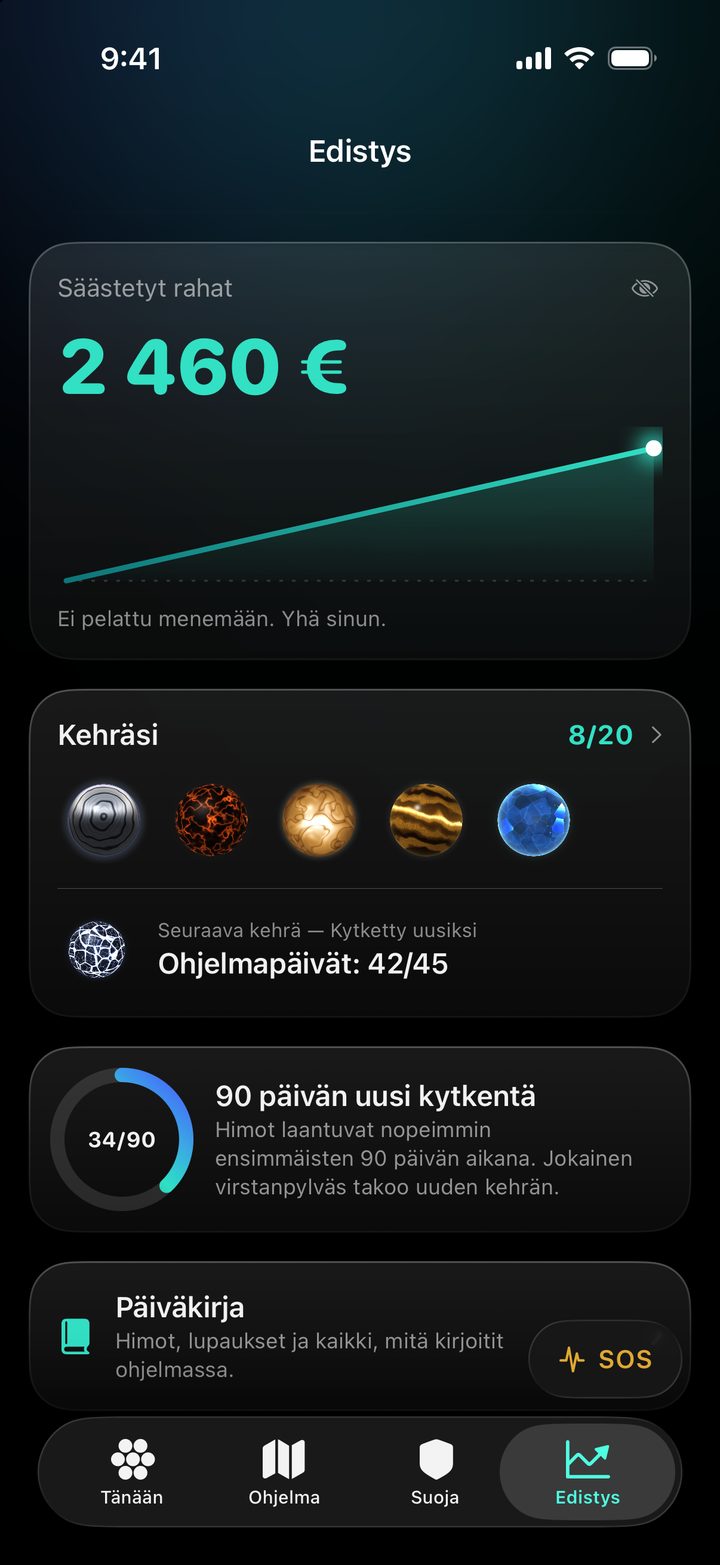 9:41
Edistys
Säästetyt rahat
2 460 €
Ei pelattu menemään. Yhä sinun.
Kehräsi
8/20
Seuraava kehrä — Kytketty uusiksi
Ohjelmapäivät: 42/45
34/90
90 päivän uusi kytkentä
Himot laantuvat nopeimmin
ensimmäisten 90 päivän aikana. Jokainen
virstanpylväs takoo uuden kehrän.
Päiväkirja
Himot, lupaukset ja kaikki, mitä kirjoitit
ohjelmassa.
SOS
Tänään
Ohjelma
Suoja
Edistys